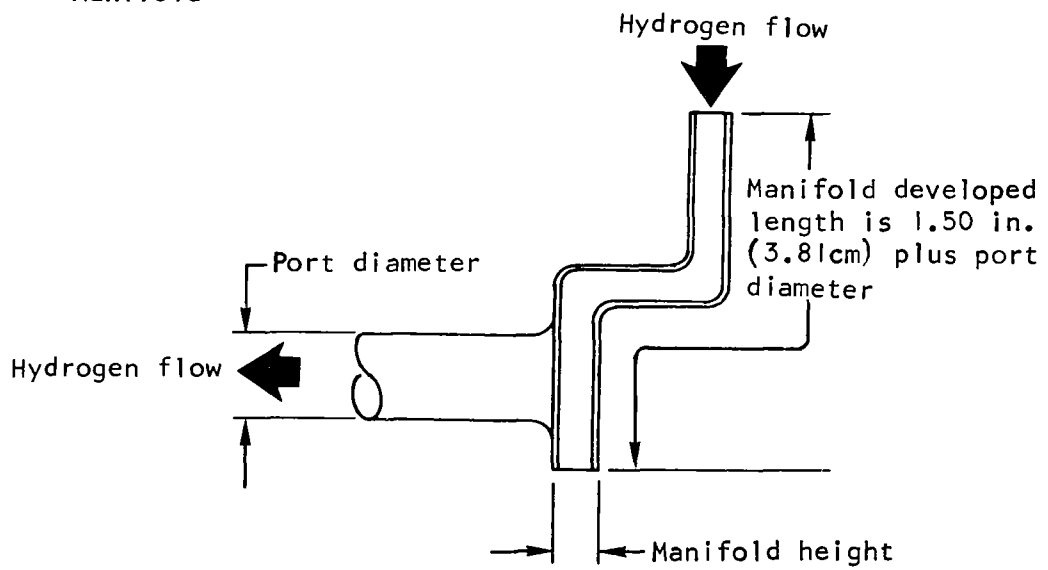 Manifold
Hydrogen flow
Manifold developed
length is 1.50 in.
(3.81cm) plus port
diameter
Port diameter
Hydrogen flow
Manifold height